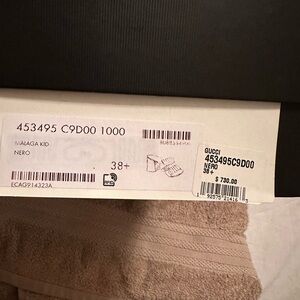 453495 C9D00 1000
MALAGA KID
NERO
38+
ECAG914323A
GUCCI
453495C9D00
NERO
38+
$ 730.00